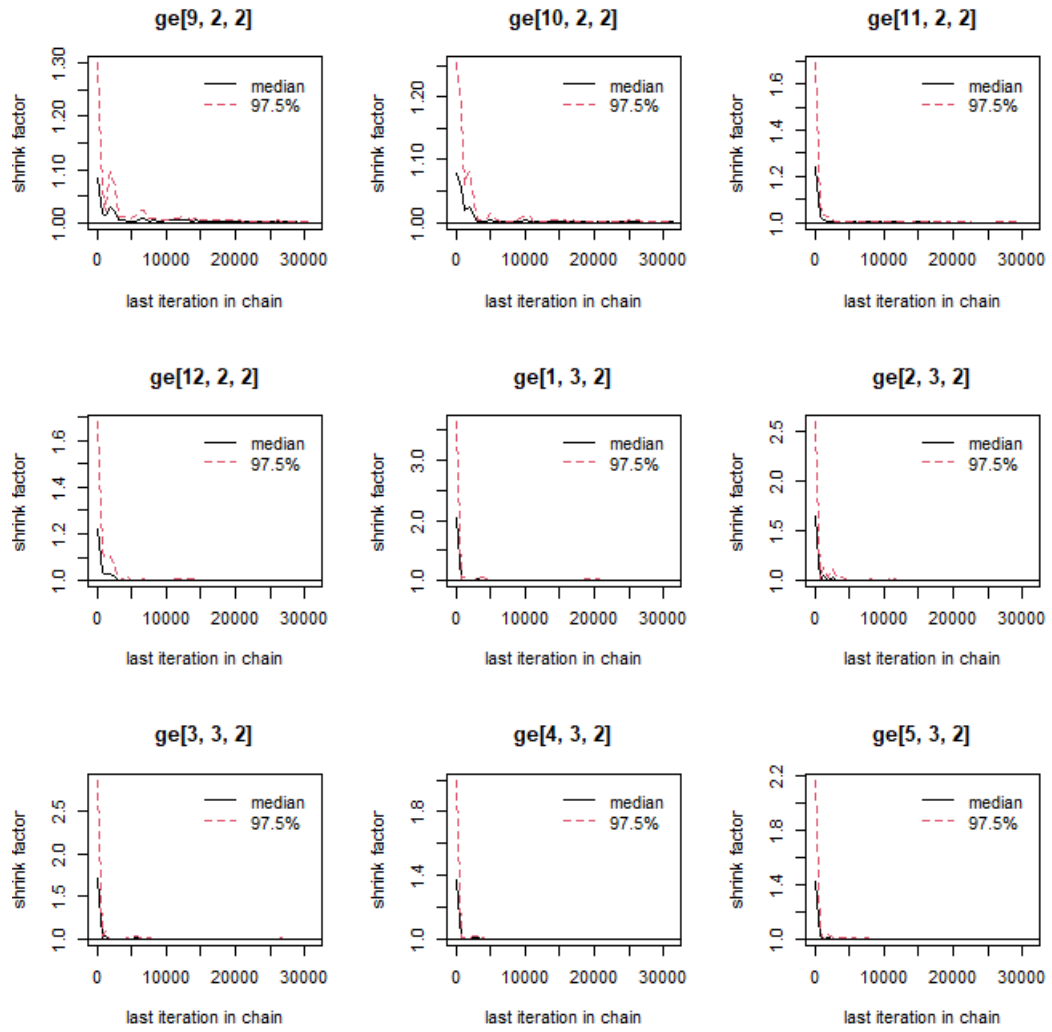 ge[9, 2, 2]
shrink factor
1.00 1.10 1.20 1.30
median
97.5%
0 10000 20000 30000
last iteration in chain
ge[10, 2, 2]
shrink factor
1.00 1.10 1.20
median
97.5%
0 10000 20000 30000
last iteration in chain
ge[11, 2, 2]
shrink factor
1.0 1.2 1.4 1.6
median
97.5%
0 10000 20000 30000
last iteration in chain
ge[12, 2, 2]
shrink factor
1.0 1.2 1.4 1.6
median
97.5%
0 10000 20000 30000
last iteration in chain
ge[1, 3, 2]
shrink factor
1.0 2.0 3.0
median
97.5%
0 10000 20000 30000
last iteration in chain
ge[2, 3, 2]
shrink factor
1.0 1.5 2.0 2.5
median
97.5%
0 10000 20000 30000
last iteration in chain
ge[3, 3, 2]
shrink factor
1.0 1.5 2.0 2.5
median
97.5%
0 10000 20000 30000
last iteration in chain
ge[4, 3, 2]
shrink factor
1.0 1.4 1.8
median
97.5%
0 10000 20000 30000
last iteration in chain
ge[5, 3, 2]
shrink factor
1.0 1.4 1.8 2.2
median
97.5%
0 10000 20000 30000
last iteration in chain